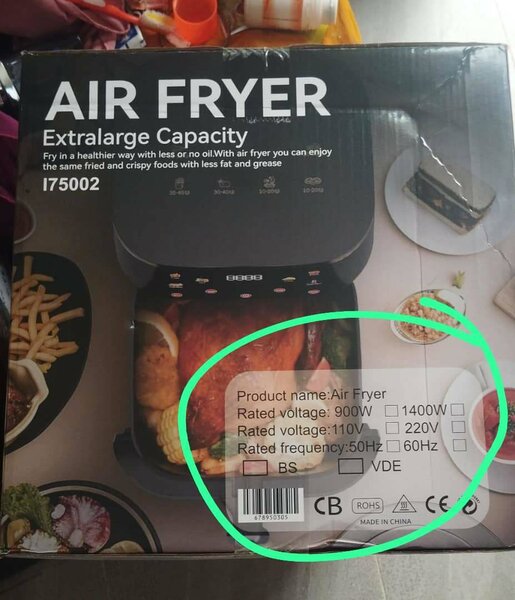 AIR FRYER
Extralarge Capacity
Fry in a healthier way with less or no oil.With air fryer you can enjoy
the same fried and crispy foods with less fat and grease
I75002
8888
Product name:Air Fryer
Rated voltage: 900W 1400W
Rated voltage:110V 220V
Rated frequency:50Hz 60Hz
BS VDE
678950305
CB ROHS CE
MADE IN CHINA